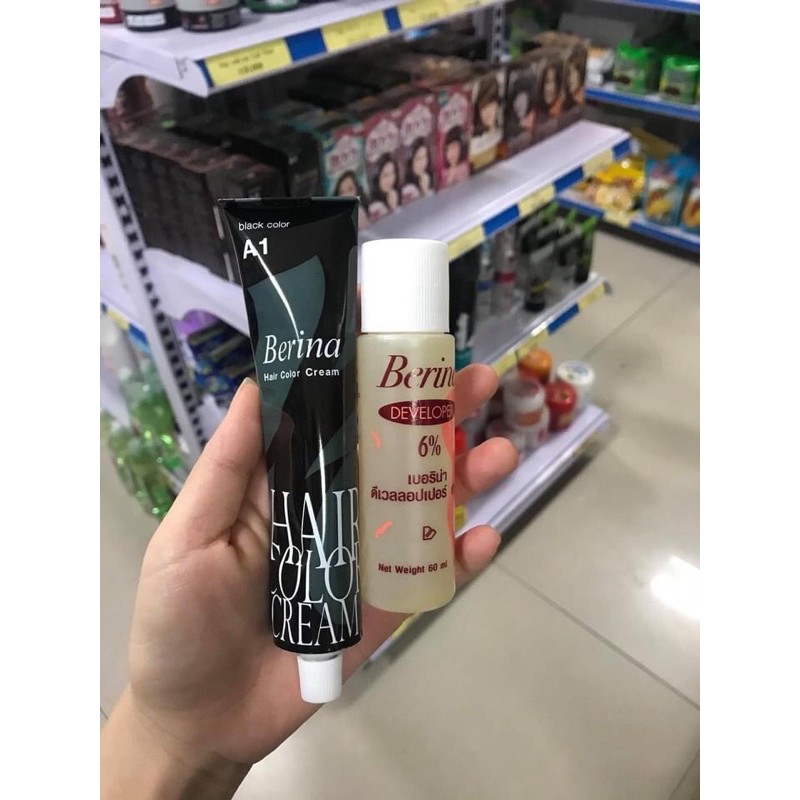 black color
A1
Berina
Hair Color Cream
HAIR
COLOR
CREAM
Berina
DEVELOPER
6%
เบอริน่า
ดีเวลลอปเปอร์
Net Weight 60 ml